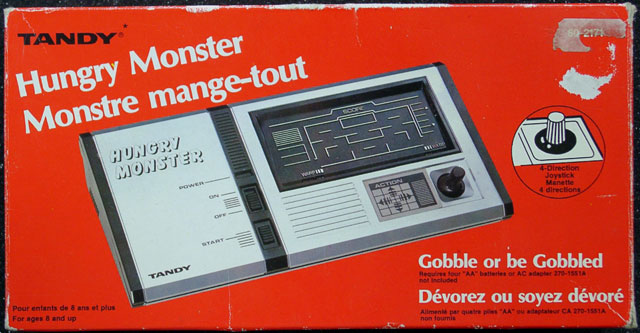 TANDY®*
Hungry Monster
Monstre mange-tout
60-2171
HUNGRY
MONSTER
POWER
ON
OFF
START
TANDY
SCORE
ACTION
4-Direction
Joystick
Manette
4 directions
Gobble or be Gobbled
Requires four "AA" batteries or AC adapter 270-1551A
not included
Dévorez ou soyez dévoré
Alimenté par quatre piles "AA" ou adaptateur CA 270-1551A
non fournis
Pour enfants de 8 ans et plus
For ages 8 and up